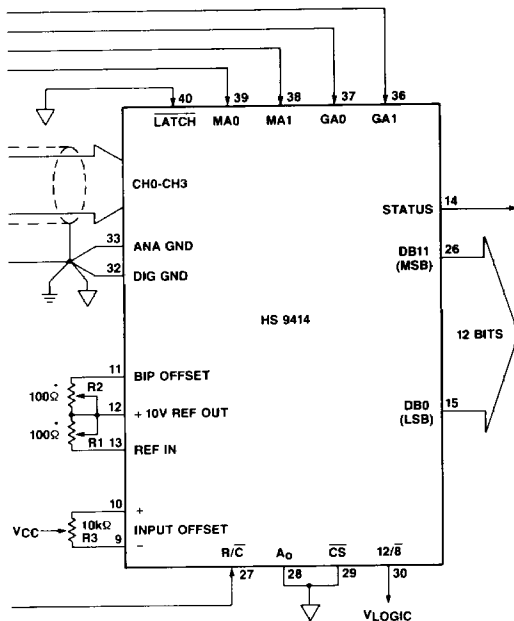 40 39 38 37 36
LATCH MA0 MA1 GA0 GA1
CH0-CH3
STATUS 14
33 ANA GND
DB11 26
(MSB)
32 DIG GND
HS 9414
12 BITS
11 BIP OFFSET
100Ω* R2
12 + 10V REF OUT
DB0 15
(LSB)
100Ω* R1
13 REF IN
10 +
VCC 10kΩ INPUT OFFSET
R3
9 −
R/C A0 CS 12/8
27 28 29 30
VLOGIC